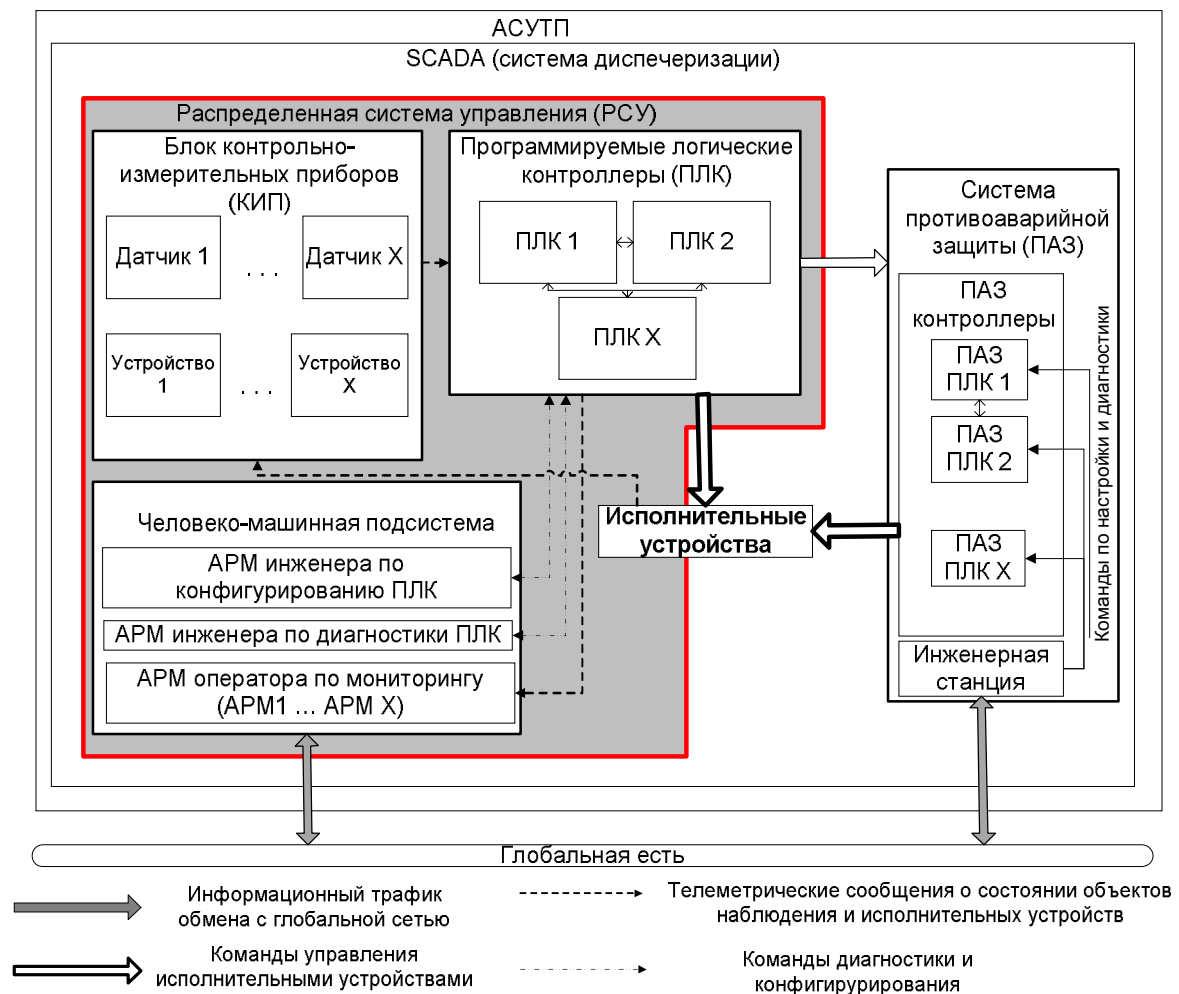 АСУТП
SCADA (система диспечеризации)
Распределенная система управления (РСУ)
Блок контрольно-
измерительных приборов
(КИП)
Датчик 1
. . .
Датчик X
Устройство
1
. . .
Устройство
X
Программируемые логические
контроллеры (ПЛК)
ПЛК 1
ПЛК 2
ПЛК X
Система
противоаварийной
защиты (ПАЗ)
ПАЗ
контроллеры
ПАЗ
ПЛК 1
ПАЗ
ПЛК 2
ПАЗ
ПЛК X
Команды по настройки и диагностики
Инженерная
станция
Исполнительные
устройства
Человеко-машинная подсистема
АРМ инженера по
конфигурированию ПЛК
АРМ инженера по диагностики ПЛК
АРМ оператора по мониторингу
(АРМ1 ... АРМ X)
Глобальная есть
Информационный трафик
обмена с глобальной сетью
Телеметрические сообщения о состоянии объектов
наблюдения и исполнительных устройств
Команды управления
исполнительными устройствами
Команды диагностики и
конфигирурирования